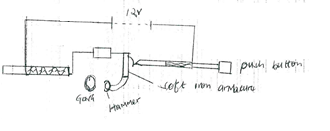 12V
push button
soft iron armature
Gong
Hammer